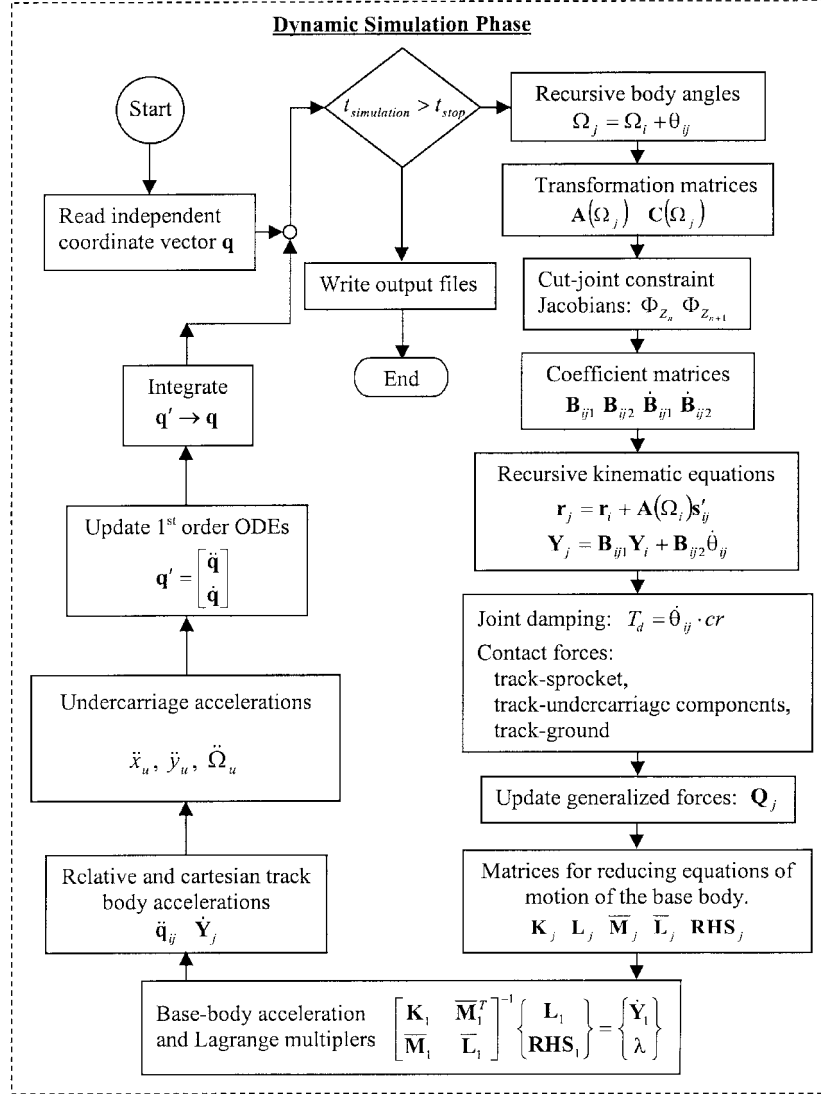 Dynamic Simulation Phase
Start
t_simulation > t_stop
Recursive body angles
Ω_j = Ω_i + θ_ij
Read independent
coordinate vector q
Transformation matrices
A(Ω_j) C(Ω_j)
Write output files
Cut-joint constraint
Jacobians: Φ_Z_n Φ_Z_n+1
End
Integrate
q′ → q
Coefficient matrices
B_ij1 B_ij2 Ḃ_ij1 Ḃ_ij2
Recursive kinematic equations
r_j = r_i + A(Ω_i)s′_ij
Y_j = B_ij1 Y_i + B_ij2 θ̇_ij
Update 1st order ODEs
q′ = [q̈ q̇]
Joint damping: T_d = θ̇_ij · cr
Contact forces:
track-sprocket,
track-undercarriage components,
track-ground
Undercarriage accelerations
ẍ_u, ÿ_u, Ω̈_u
Update generalized forces: Q_j
Relative and cartesian track
body accelerations
q̈_ij Ẏ_j
Matrices for reducing equations of
motion of the base body.
K_j L_j M̄_j L̄_j RHS_j
Base-body acceleration
and Lagrange multipliers
[K_1 M̄_1^T
M̄_1 L̄_1]^-1 {L_1 RHS_1} = {Ẏ_1 λ}